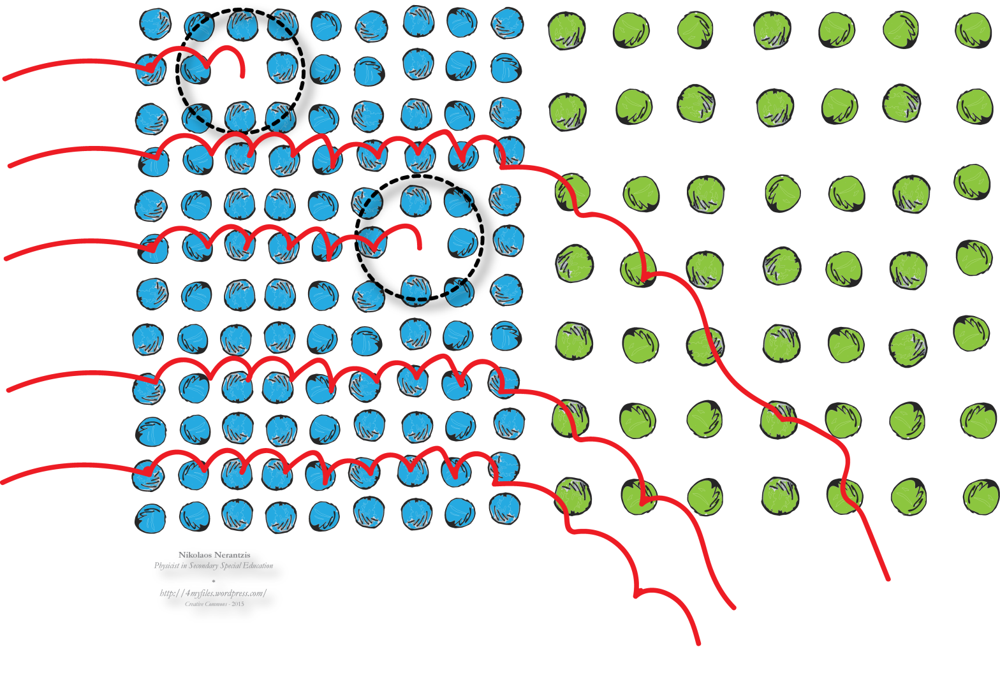 Nikolaos Nerantzis
Physicist in Secondary Special Education
*
http://4myfiles.wordpress.com/
Creative Commons - 2015